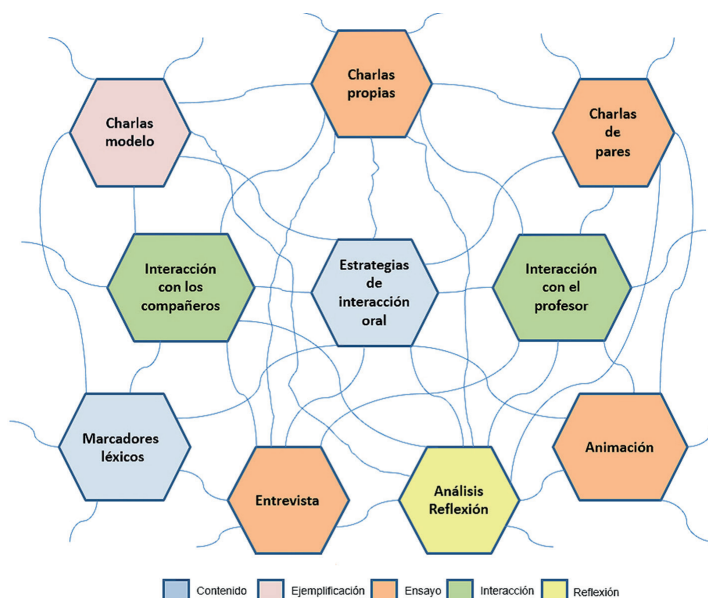 Charlas
propias
Charlas
modelo
Charlas
de
pares
Interacción
con los
compañeros
Estrategias
de
interacción
oral
Interacción
con el
profesor
Marcadores
léxicos
Entrevista
Análisis
Reflexión
Animación
Contenido
Ejemplificación
Ensayo
Interacción
Reflexión